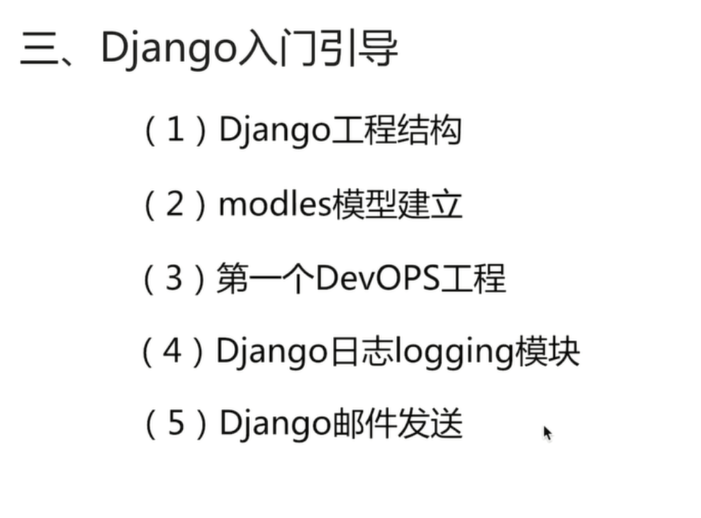 三、Django入门引导
（1）Django工程结构
（2）modles模型建立
（3）第一个DevOPS工程
（4）Django日志logging模块
（5）Django邮件发送